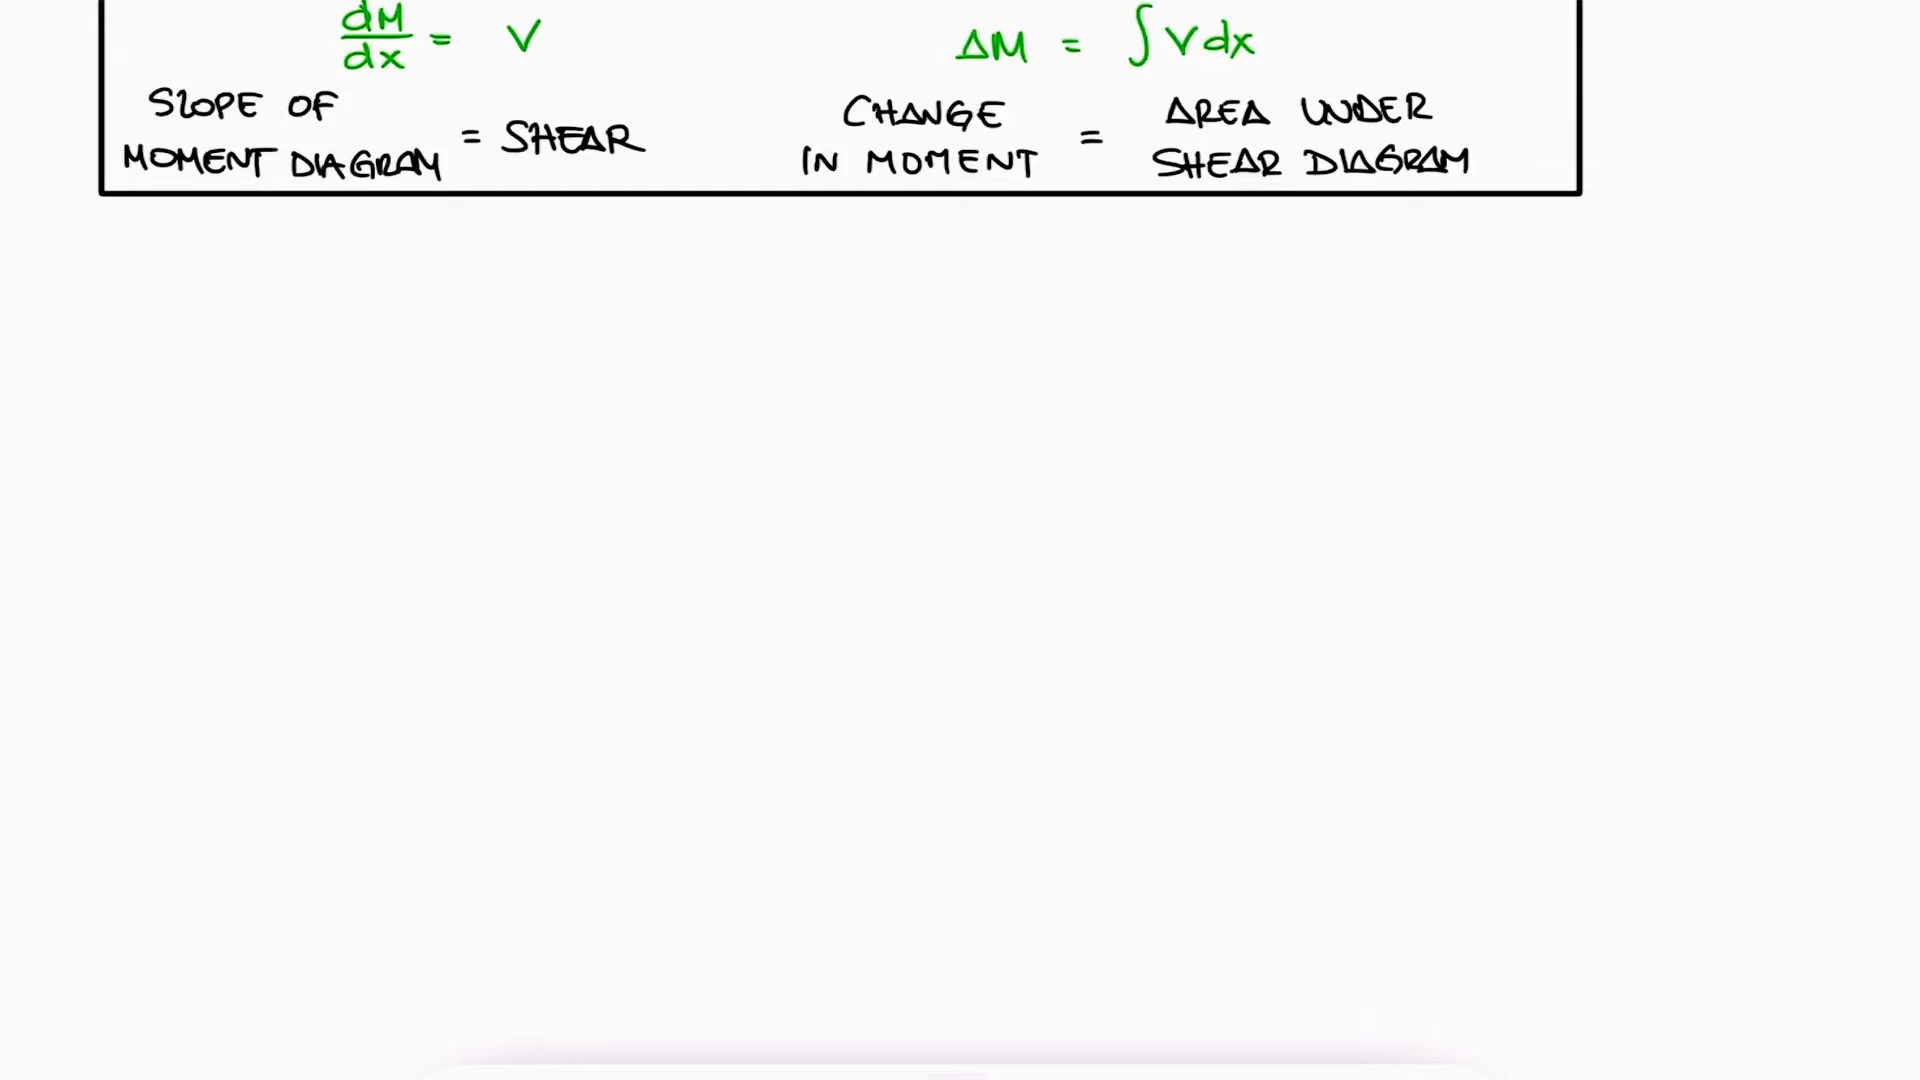 dM/dx = V
SLOPE OF
MOMENT DIAGRAM = SHEAR
ΔM = ∫Vdx
CHANGE
IN MOMENT
=
AREA UNDER
SHEAR DIAGRAM